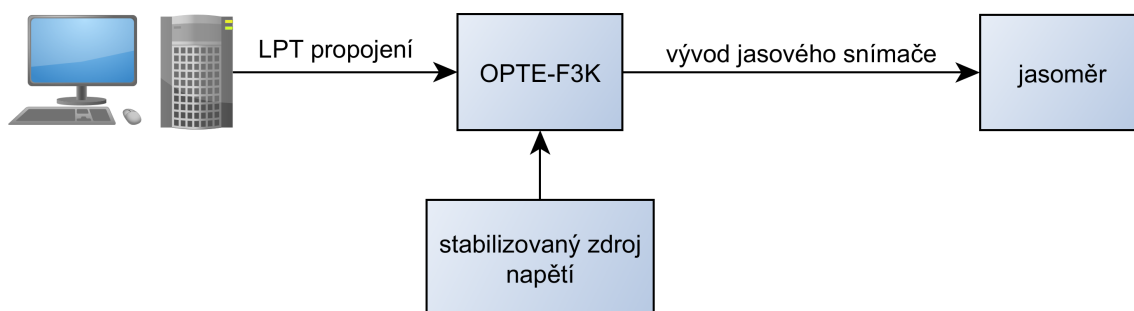 LPT propojení
OPTE-F3K
vývod jasového snímače
jasoměr
stabilizovaný zdroj
napětí